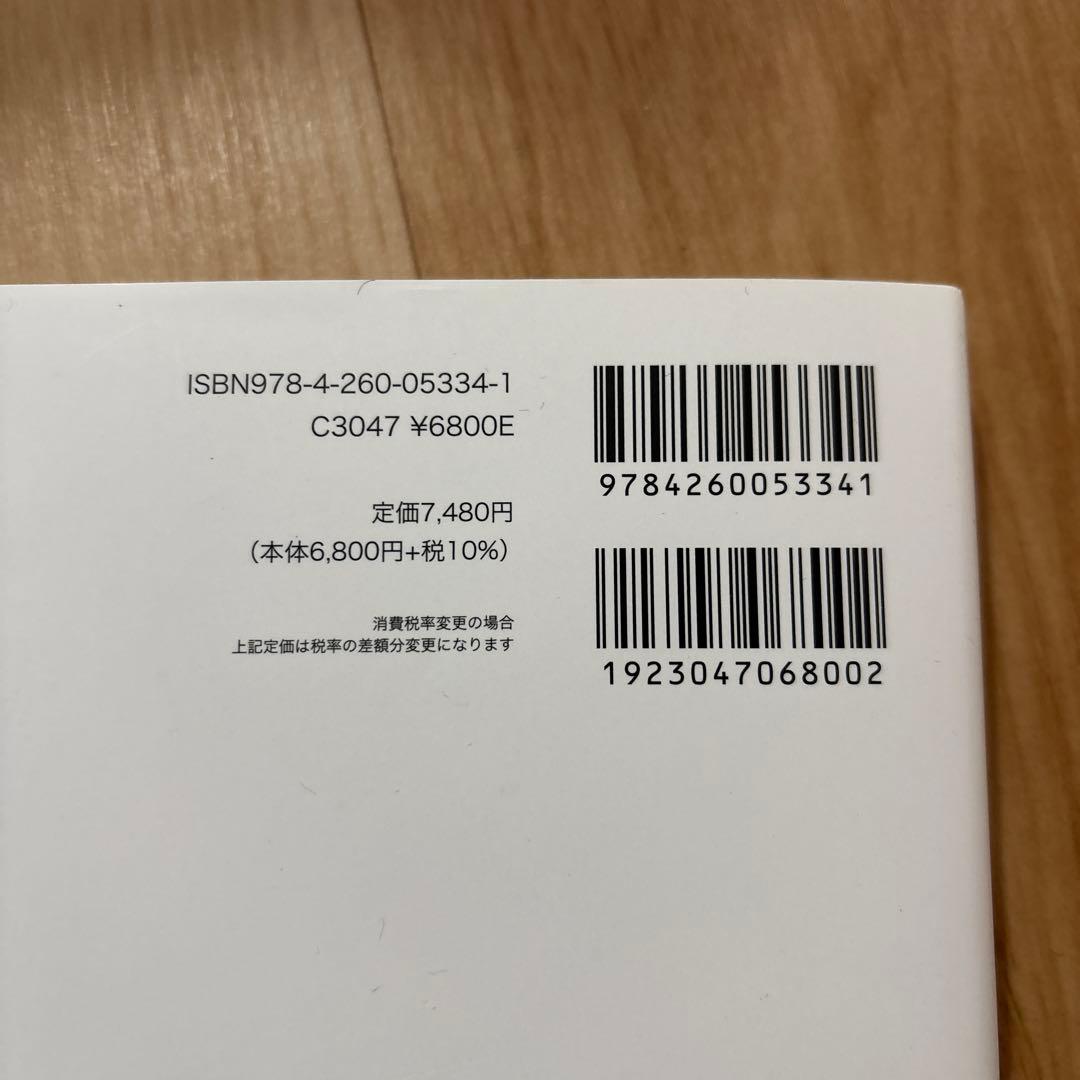 ISBN978-4-260-05334-1
C3047 ¥6800E
定価7,480円
（本体6,800円+税10%）
消費税率変更の場合
上記定価は税率の差額分変更になります
9784260053341
1923047068002